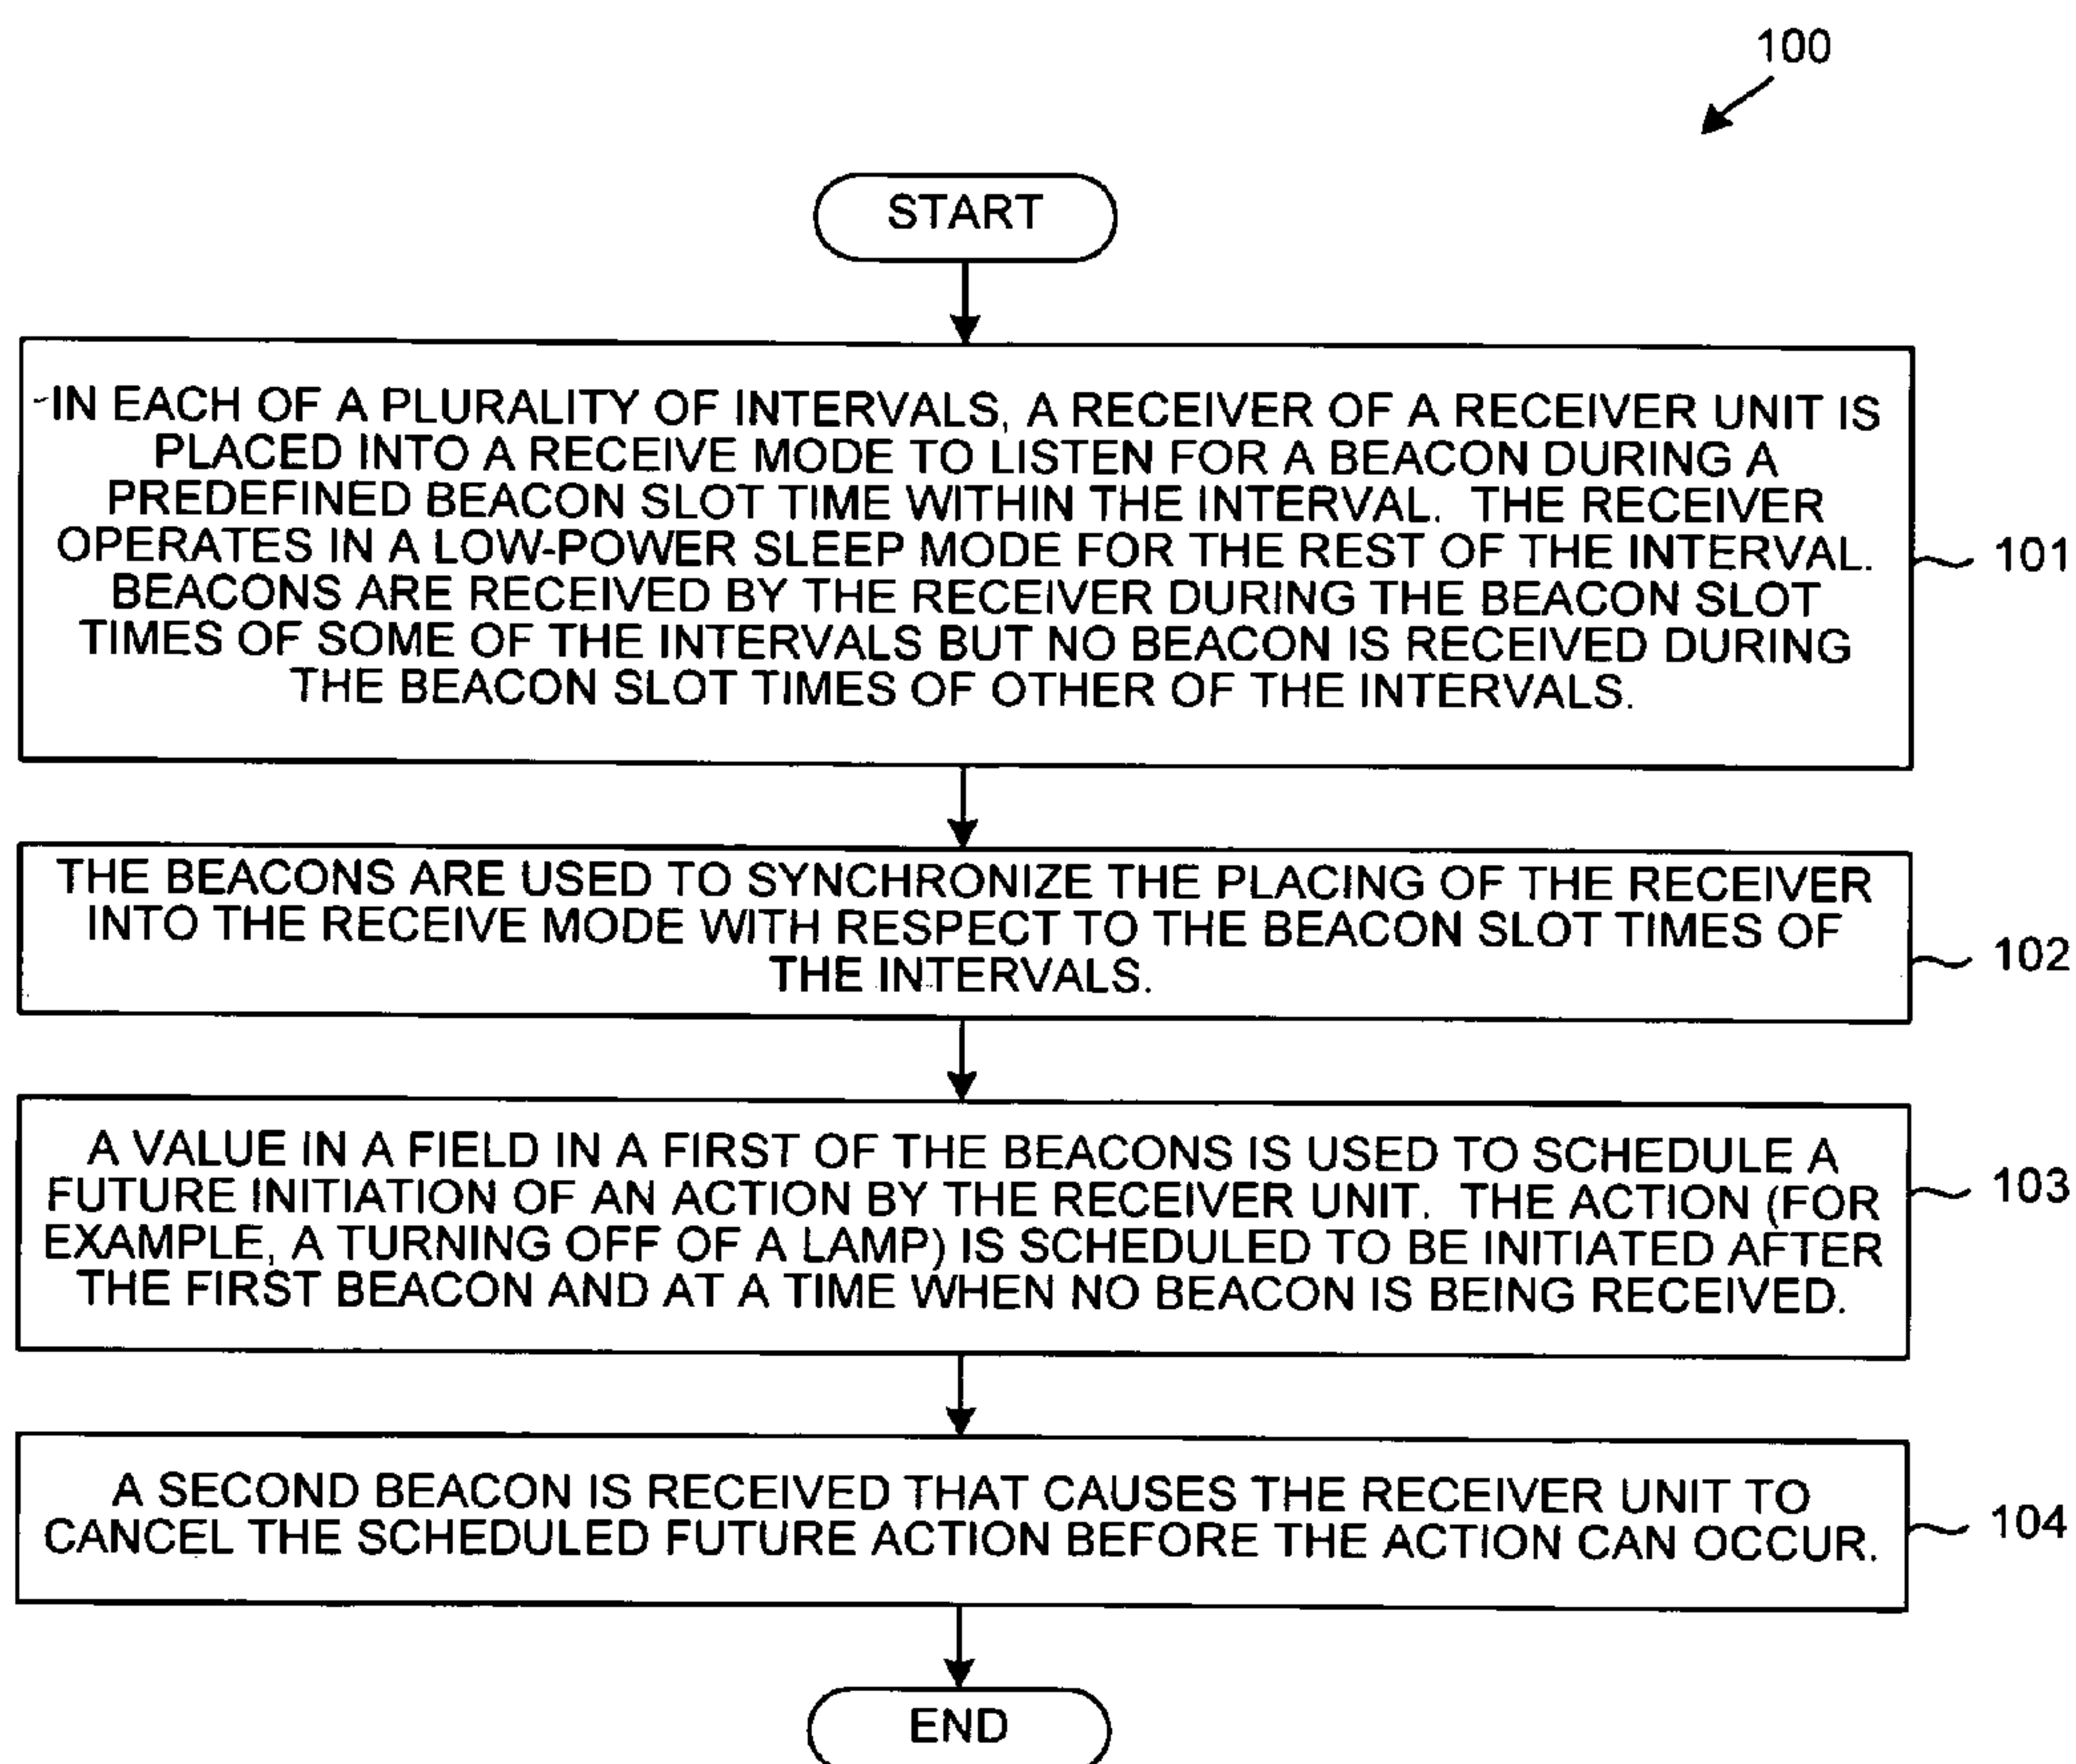 100
START
IN EACH OF A PLURALITY OF INTERVALS, A RECEIVER OF A RECEIVER UNIT IS
PLACED INTO A RECEIVE MODE TO LISTEN FOR A BEACON DURING A
PREDEFINED BEACON SLOT TIME WITHIN THE INTERVAL. THE RECEIVER
OPERATES IN A LOW-POWER SLEEP MODE FOR THE REST OF THE INTERVAL.
BEACONS ARE RECEIVED BY THE RECEIVER DURING THE BEACON SLOT
TIMES OF SOME OF THE INTERVALS BUT NO BEACON IS RECEIVED DURING
THE BEACON SLOT TIMES OF OTHER OF THE INTERVALS.
101
THE BEACONS ARE USED TO SYNCHRONIZE THE PLACING OF THE RECEIVER
INTO THE RECEIVE MODE WITH RESPECT TO THE BEACON SLOT TIMES OF
THE INTERVALS.
102
A VALUE IN A FIELD IN A FIRST OF THE BEACONS IS USED TO SCHEDULE A
FUTURE INITIATION OF AN ACTION BY THE RECEIVER UNIT. THE ACTION (FOR
EXAMPLE, A TURNING OFF OF A LAMP) IS SCHEDULED TO BE INITIATED AFTER
THE FIRST BEACON AND AT A TIME WHEN NO BEACON IS BEING RECEIVED.
103
A SECOND BEACON IS RECEIVED THAT CAUSES THE RECEIVER UNIT TO
CANCEL THE SCHEDULED FUTURE ACTION BEFORE THE ACTION CAN OCCUR.
104
END